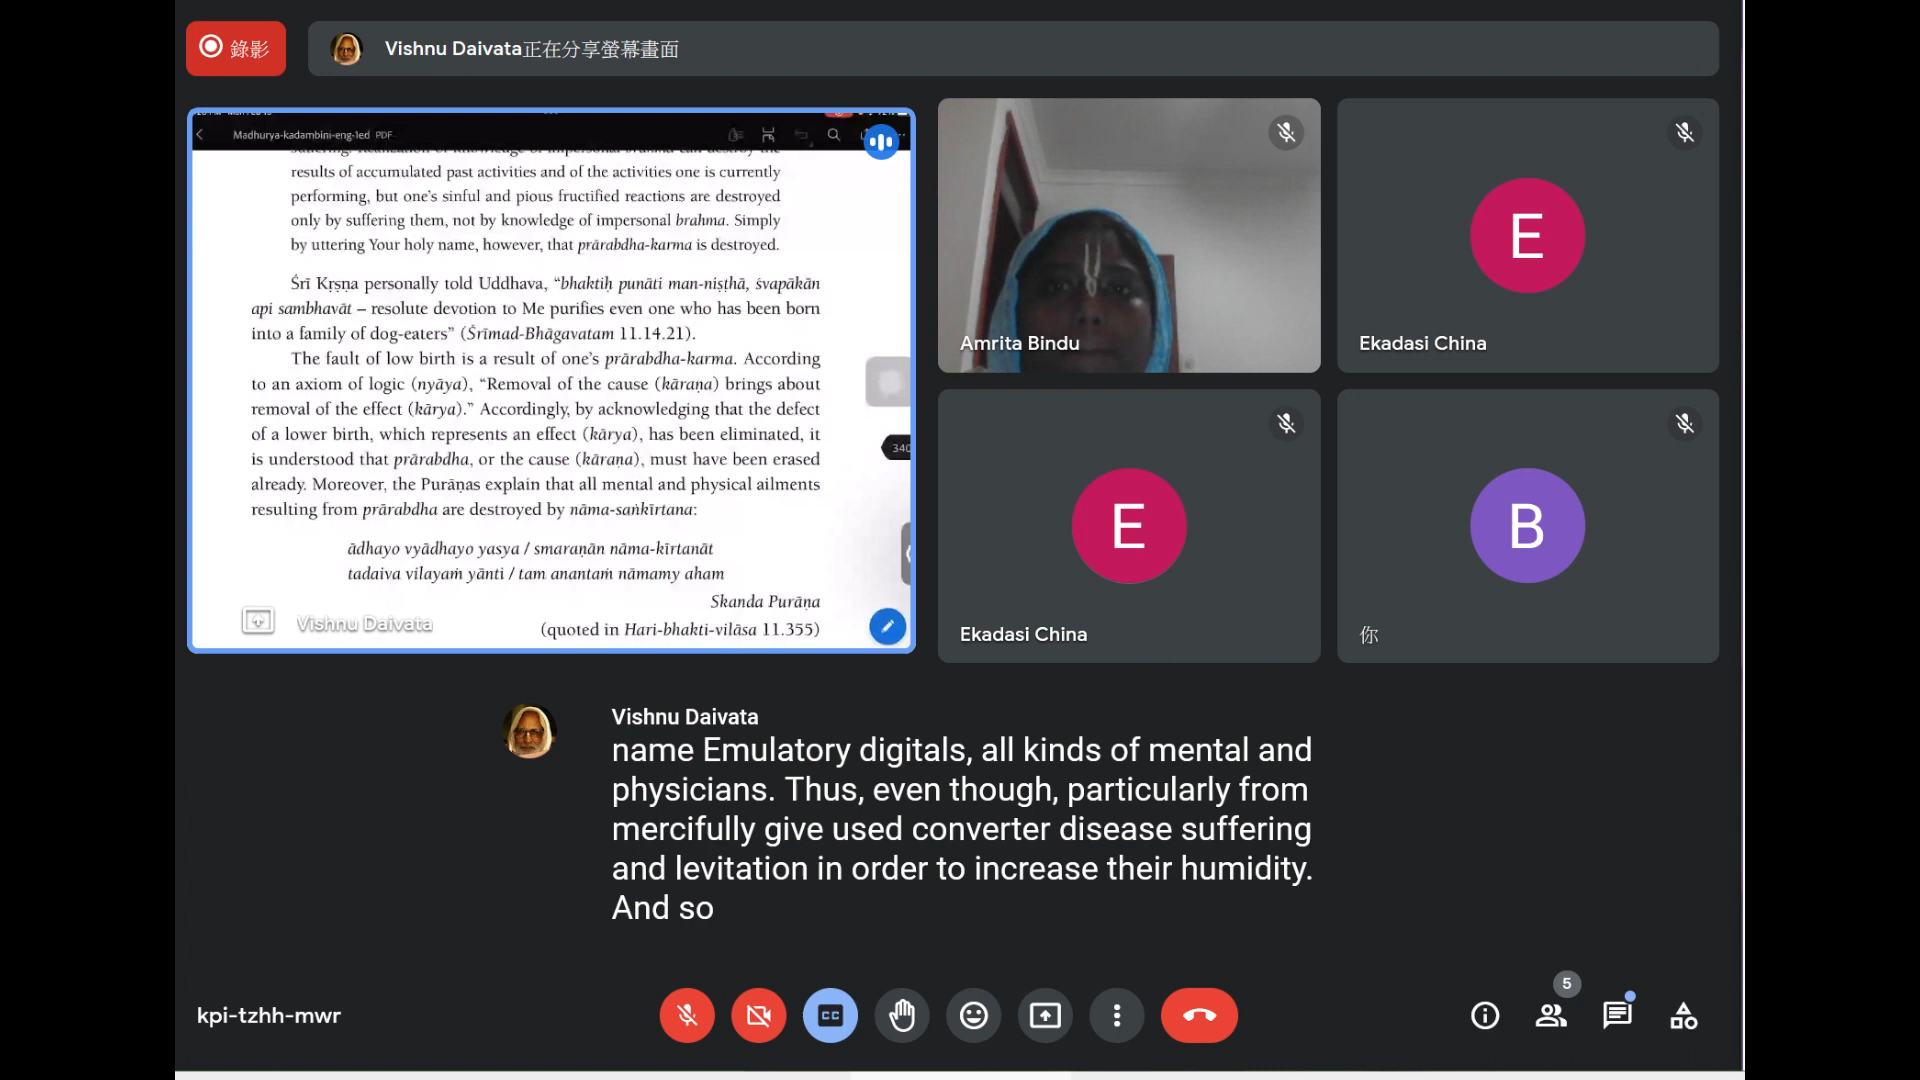 錄影
Vishnu Daivata正在分享螢幕畫面
Madhurya-kadambini-eng-1ed PDF
results of accumulated past activities and of the activities one is currently
performing, but one's sinful and pious fructified reactions are destroyed
only by suffering them, not by knowledge of impersonal brahma. Simply
by uttering Your holy name, however, that prārabdha-karma is destroyed.
Śrī Kṛṣṇa personally told Uddhava, “bhaktiḥ punāti man-niṣṭhā, śvapākān
api sambhavāt – resolute devotion to Me purifies even one who has been born
into a family of dog-eaters” (Śrīmad-Bhāgavatam 11.14.21).
The fault of low birth is a result of one's prārabdha-karma. According
to an axiom of logic (nyāya), “Removal of the cause (kāraṇa) brings about
removal of the effect (kārya).” Accordingly, by acknowledging that the defect
of a lower birth, which represents an effect (kārya), has been eliminated, it
is understood that prārabdha, or the cause (kāraṇa), must have been erased
already. Moreover, the Purāṇas explain that all mental and physical ailments
resulting from prārabdha are destroyed by nāma-saṅkīrtana:
ādhayo vyādhayo yasya / smaraṇān nāma-kīrtanāt
tadaiva vilayaṁ yānti / tam anantaṁ nāmamy aham
Skanda Purāṇa
(quoted in Hari-bhakti-vilāsa 11.355)
340
Vishnu Daivata
Amrita Bindu
E
Ekadasi China
E
Ekadasi China
B
你
Vishnu Daivata
name Emulatory digitals, all kinds of mental and
physicians. Thus, even though, particularly from
mercifully give used converter disease suffering
and levitation in order to increase their humidity.
And so
kpi-tzhh-mwr
CC
5